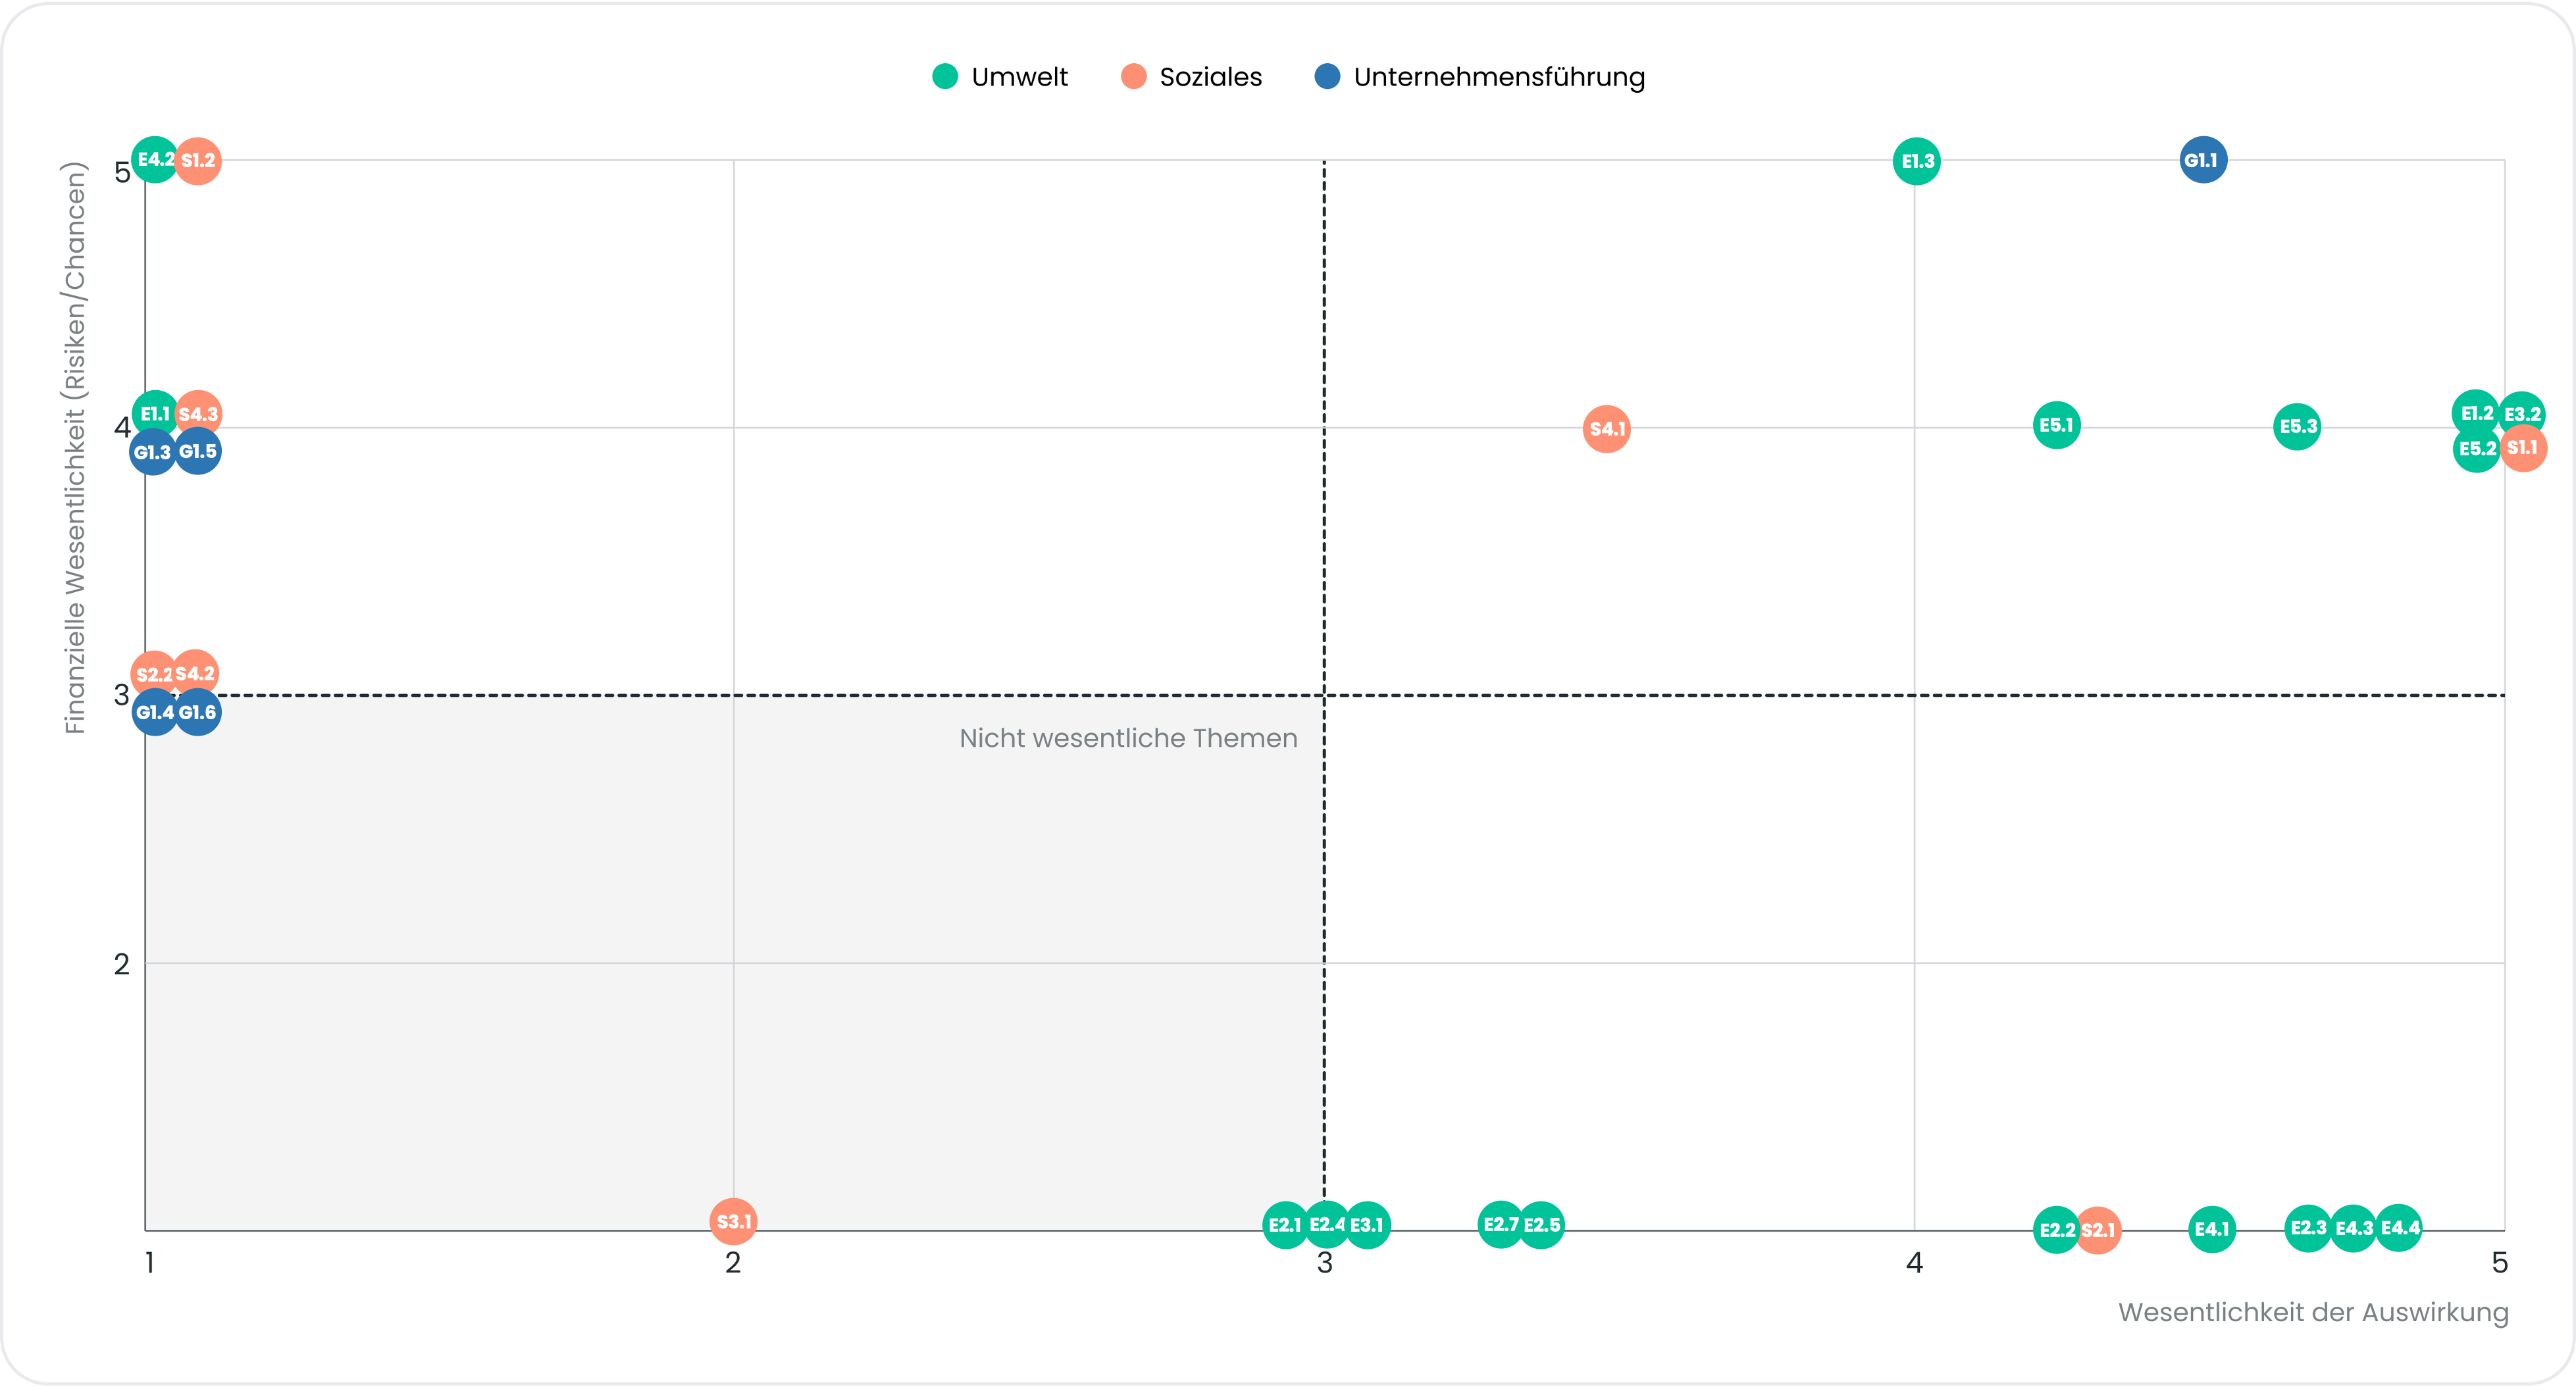 Umwelt
Soziales
Unternehmensführung
Finanzielle Wesentlichkeit (Risiken/Chancen)
5
E4.2
S1.2
E1.3
G1.1
4
E1.1
S4.3
G1.3
G1.5
S4.1
E5.1
E5.3
E1.2
E3.2
E5.2
S1.1
3
S2.2
S4.2
G1.4
G1.6
Nicht wesentliche Themen
2
S3.1
E2.1
E2.4
E3.1
E2.7
E2.5
E2.2
S2.1
E4.1
E2.3
E4.3
E4.4
1
2
3
4
5
Wesentlichkeit der Auswirkung